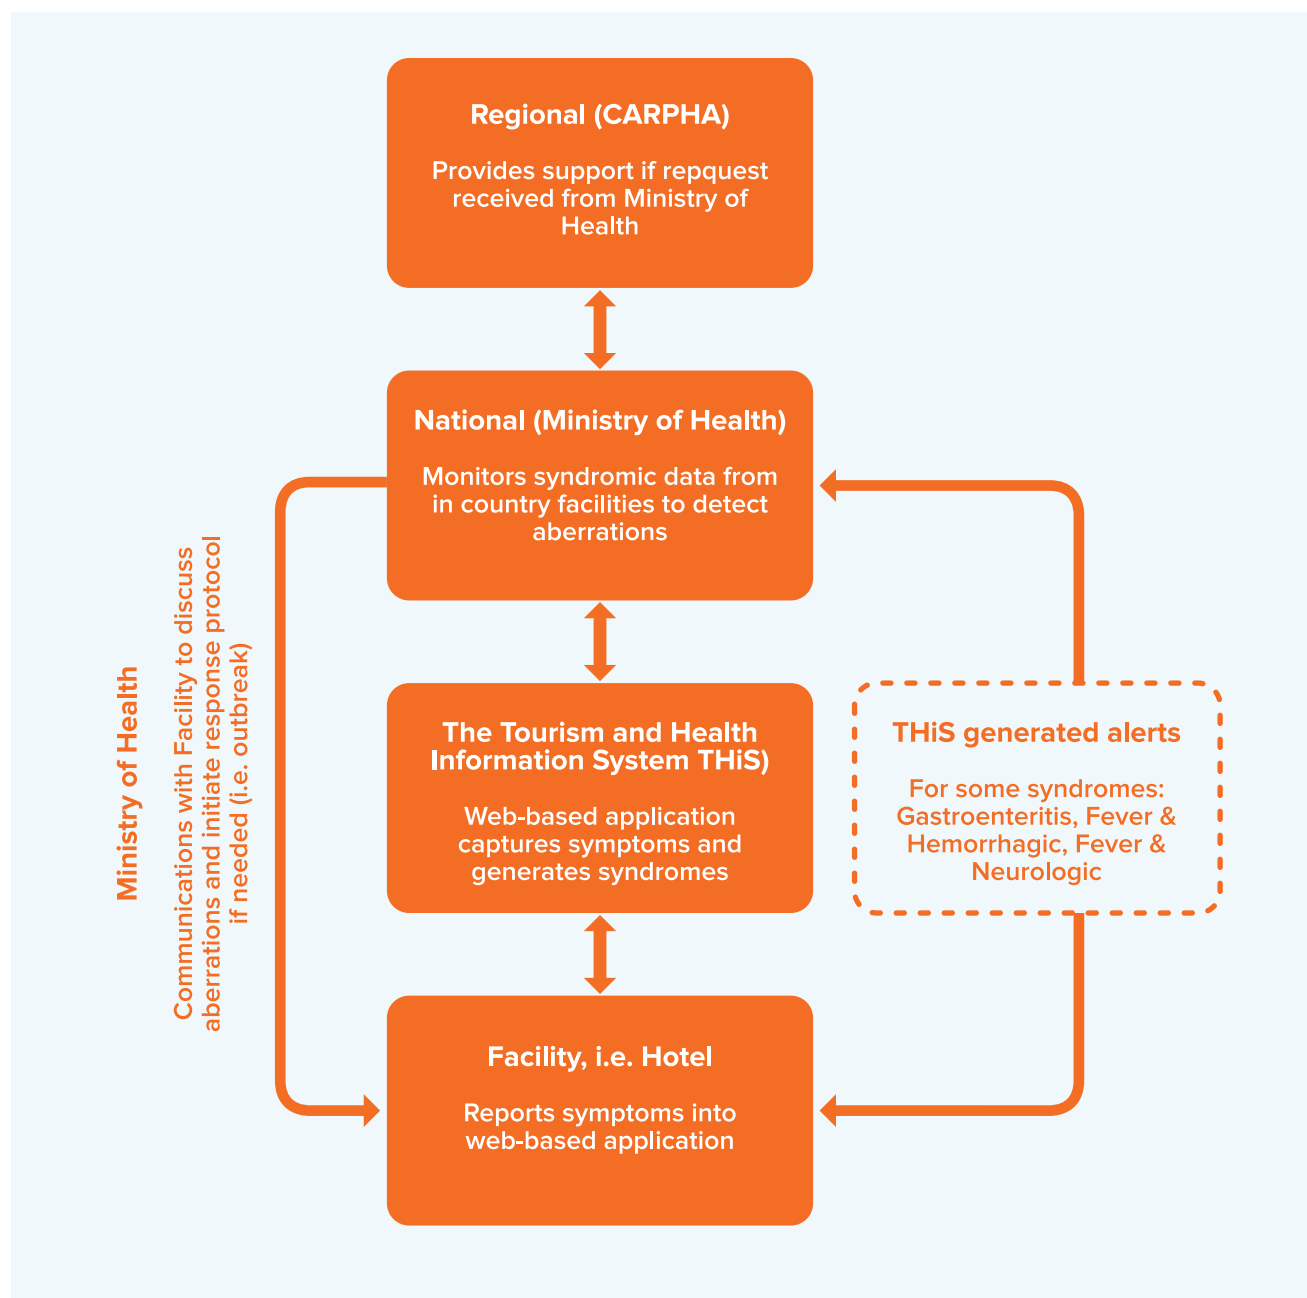 Regional (CARPHA)
Provides support if repquest
received from Ministry of
Health
National (Ministry of Health)
Monitors syndromic data from
in country facilities to detect
aberrations
Ministry of Health
Communications with Facility to discuss
aberrations and initiate response protocol
if needed (i.e. outbreak)
The Tourism and Health
Information System THiS)
Web-based application
captures symptoms and
generates syndromes
THiS generated alerts
For some syndromes:
Gastroenteritis, Fever &
Hemorrhagic, Fever &
Neurologic
Facility, i.e. Hotel
Reports symptoms into
web-based application